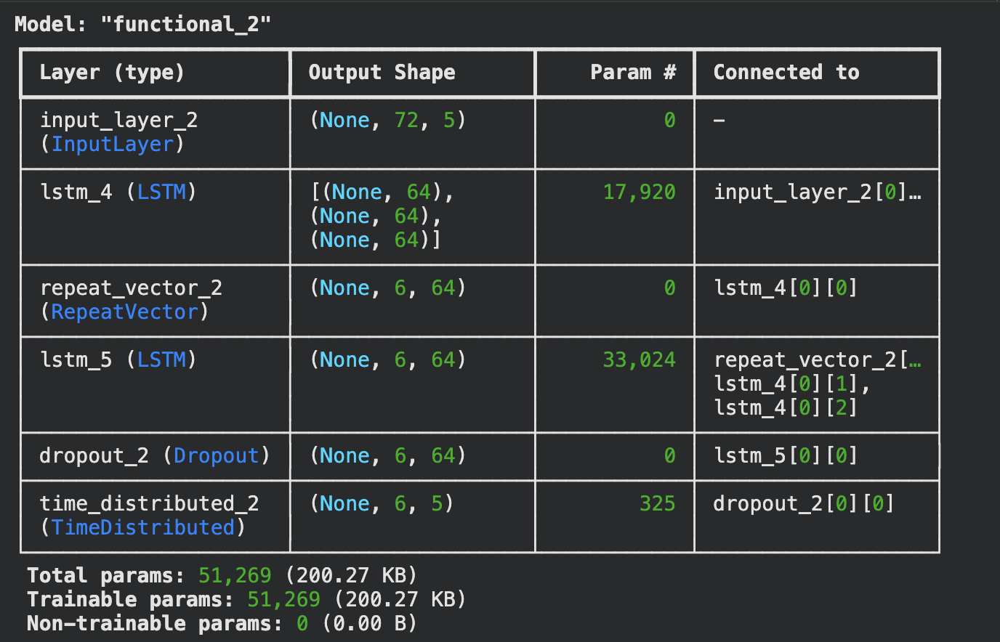 Model: "functional_2"
Layer (type) Output Shape Param # Connected to
input_layer_2 (None, 72, 5) 0 –
(InputLayer)
lstm_4 (LSTM) [(None, 64), 17,920 input_layer_2[0]…
(None, 64),
(None, 64)]
repeat_vector_2 (None, 6, 64) 0 lstm_4[0][0]
(RepeatVector)
lstm_5 (LSTM) (None, 6, 64) 33,024 repeat_vector_2[…
lstm_4[0][1],
lstm_4[0][2]
dropout_2 (Dropout) (None, 6, 64) 0 lstm_5[0][0]
time_distributed_2 (None, 6, 5) 325 dropout_2[0][0]
(TimeDistributed)
Total params: 51,269 (200.27 KB)
Trainable params: 51,269 (200.27 KB)
Non-trainable params: 0 (0.00 B)